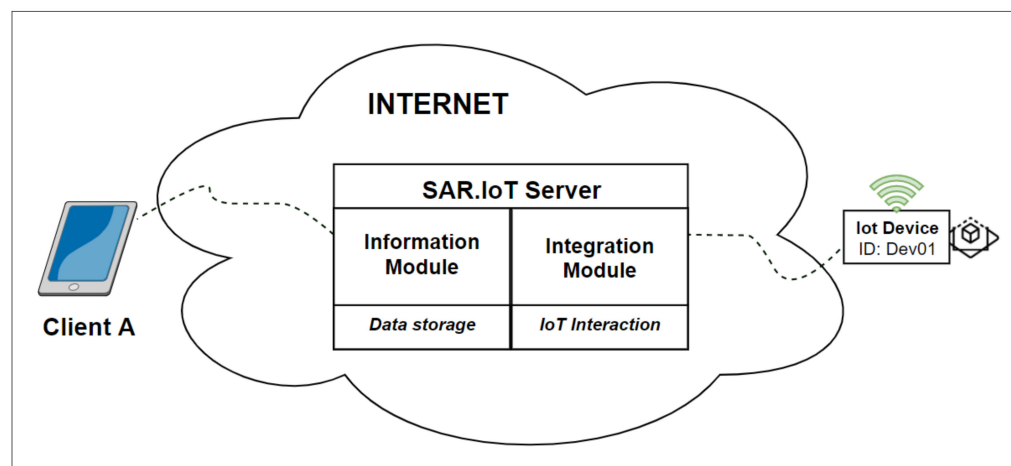 INTERNET
SAR.IoT Server
Information
Module
Integration
Module
Data storage
IoT Interaction
Client A
Iot Device
ID: Dev01